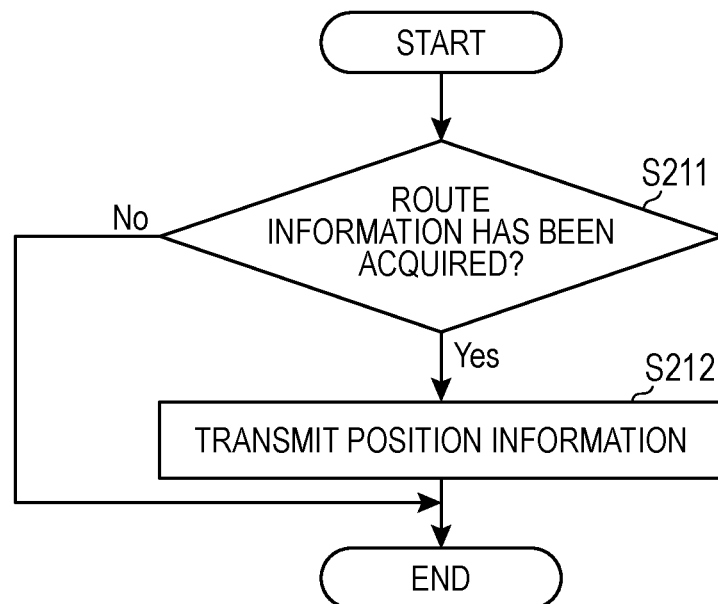 START
S211
ROUTE
INFORMATION HAS BEEN
ACQUIRED?
No
Yes
S212
TRANSMIT POSITION INFORMATION
END